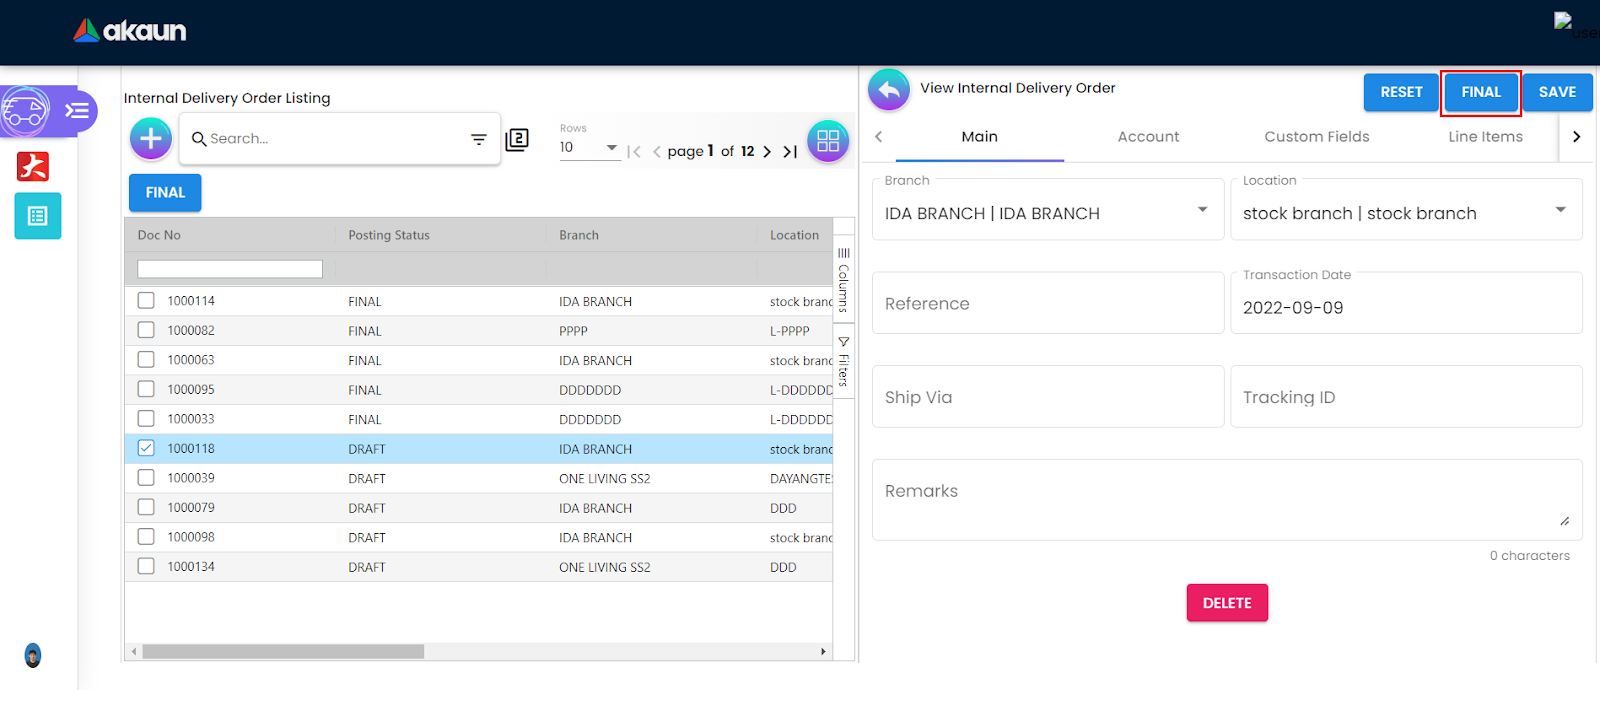 akaun
use
Internal Delivery Order Listing
Search...
2
Rows
10
page 1 of 12
FINAL
Doc No Posting Status Branch Location
1000114 FINAL IDA BRANCH stock branc
1000082 FINAL PPPP L-PPPP
1000063 FINAL IDA BRANCH stock branc
1000095 FINAL DDDDDDD L-DDDDDD
1000033 FINAL DDDDDDD L-DDDDDD
1000118 DRAFT IDA BRANCH stock branc
1000039 DRAFT ONE LIVING SS2 DAYANGTE
1000079 DRAFT IDA BRANCH DDD
1000098 DRAFT IDA BRANCH stock branc
1000134 DRAFT ONE LIVING SS2 DDD
Columns
Filters
View Internal Delivery Order
RESET FINAL SAVE
Main Account Custom Fields Line Items
Branch
IDA BRANCH | IDA BRANCH
Location
stock branch | stock branch
Reference
Transaction Date
2022-09-09
Ship Via
Tracking ID
Remarks
0 characters
DELETE